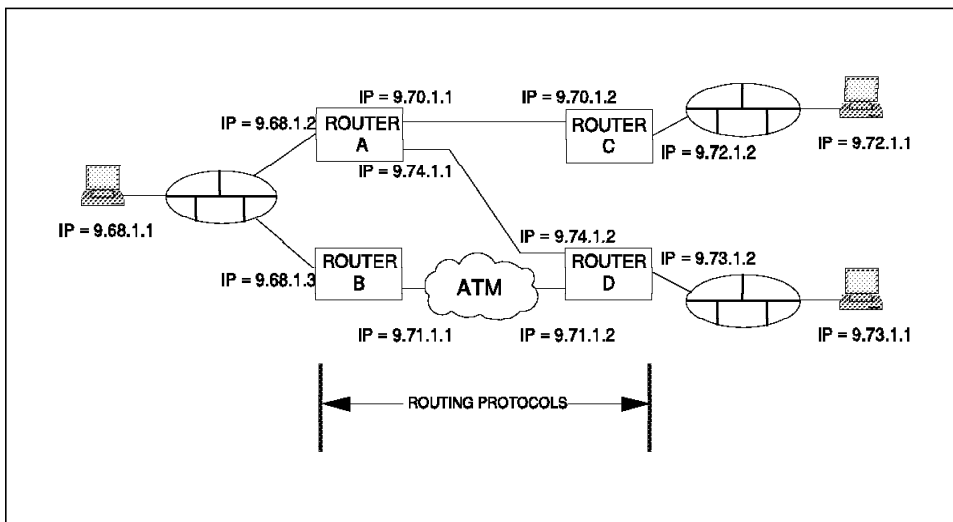 IP = 9.70.1.1
IP = 9.70.1.2
IP = 9.68.1.2
ROUTER
A
ROUTER
C
IP = 9.72.1.2
IP = 9.72.1.1
IP = 9.74.1.1
IP = 9.68.1.1
IP = 9.74.1.2
IP = 9.73.1.2
IP = 9.68.1.3
ROUTER
B
ATM
ROUTER
D
IP = 9.71.1.1
IP = 9.71.1.2
IP = 9.73.1.1
ROUTING PROTOCOLS